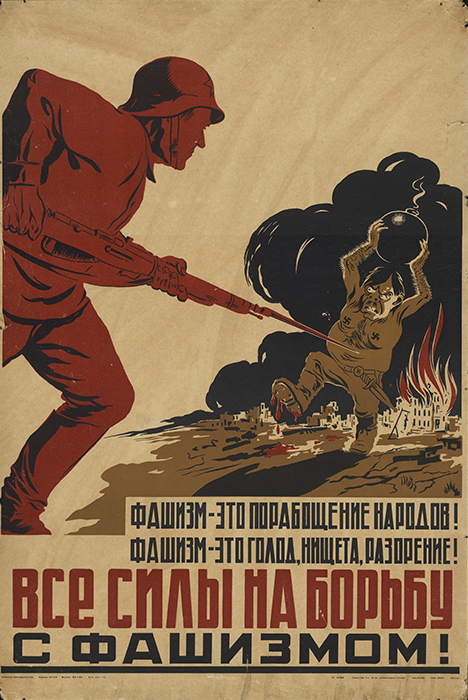 ФАШИЗМ-ЭТО ПОРАБОЩЕНИЕ НАРОДОВ!
ФАШИЗМ-ЭТО ГОЛОД, НИЩЕТА, РАЗОРЕНИЕ!
ВСЕ СИЛЫ НА БОРЬБУ
С ФАШИЗМОМ!